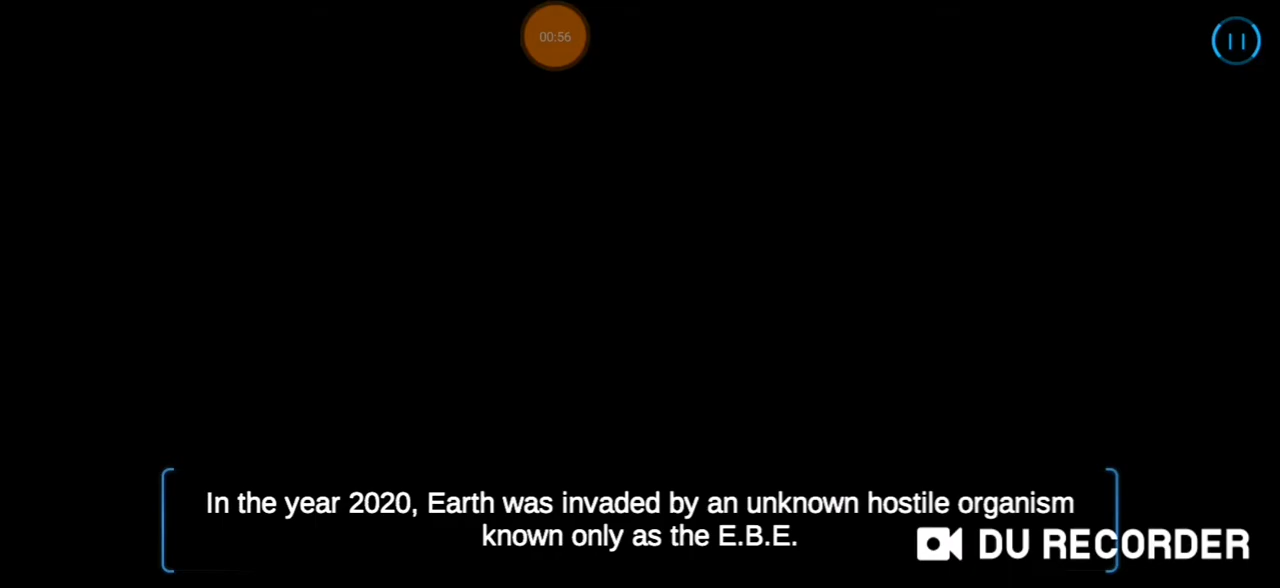 00:56
In the year 2020, Earth was invaded by an unknown hostile organism
known only as the E.B.E.
DU RECORDER